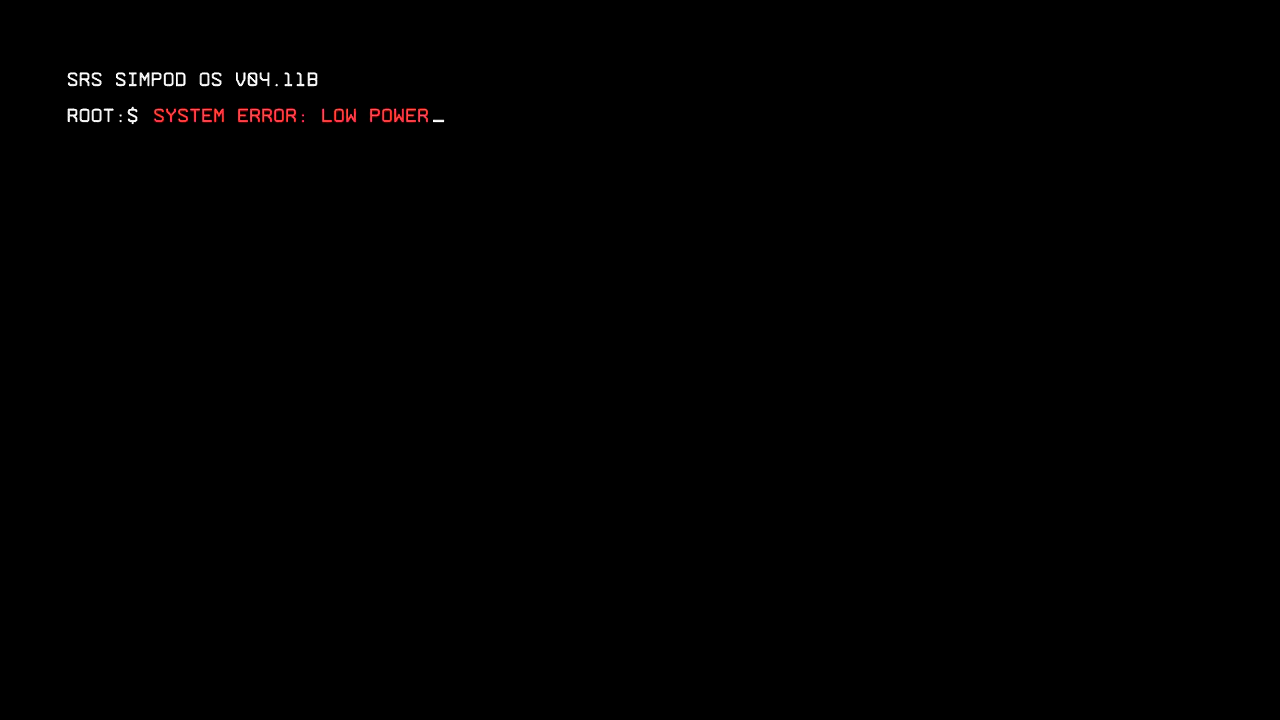 SRS SIMPOD OS V04.11B
ROOT:$ SYSTEM ERROR: LOW POWER_